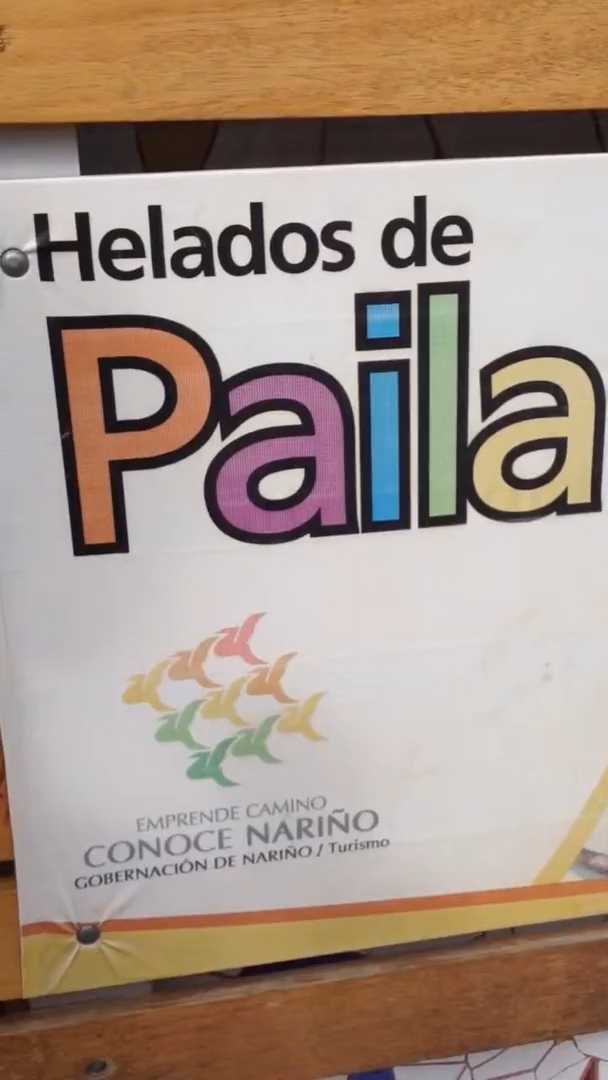 Helados de
Paila
EMPRENDE CAMINO
CONOCE NARIÑO
GOBERNACIÓN DE NARIÑO / Turismo